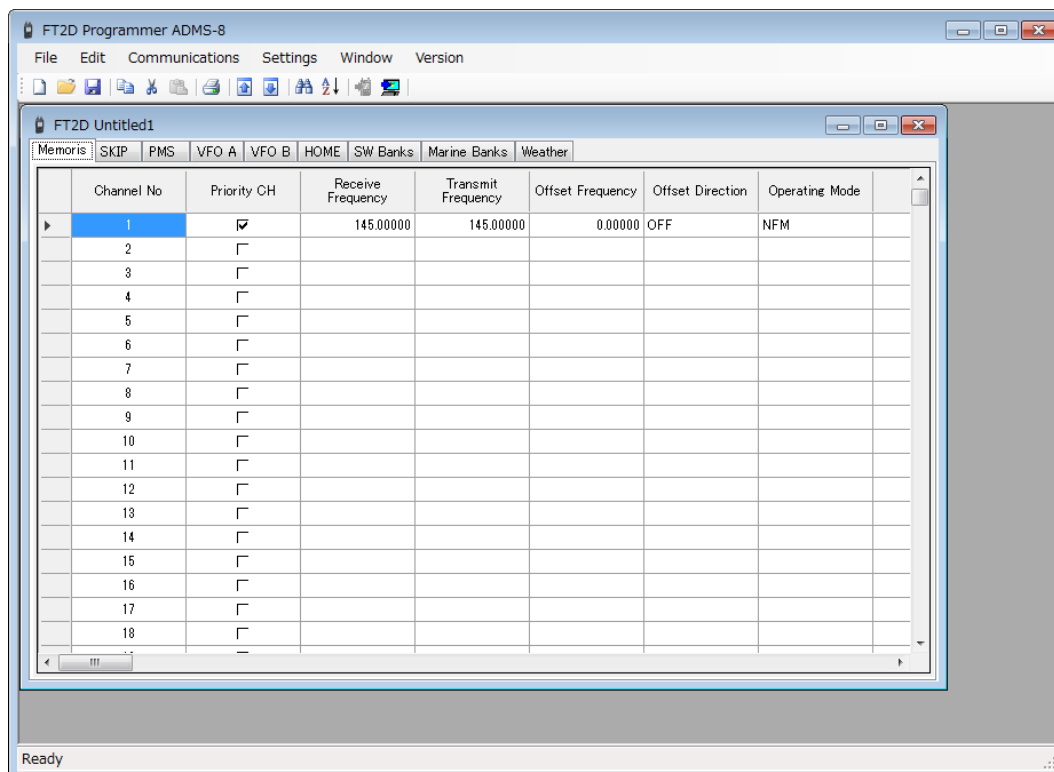 FT2D Programmer ADMS-8
File Edit Communications Settings Window Version
FT2D Untitled1
Memoris SKIP PMS VFO A VFO B HOME SW Banks Marine Banks Weather
Channel No Priority CH Receive Frequency Transmit Frequency Offset Frequency Offset Direction Operating Mode
1 145.00000 145.00000 0.00000 OFF NFM
2
3
4
5
6
7
8
9
10
11
12
13
14
15
16
17
18
Ready